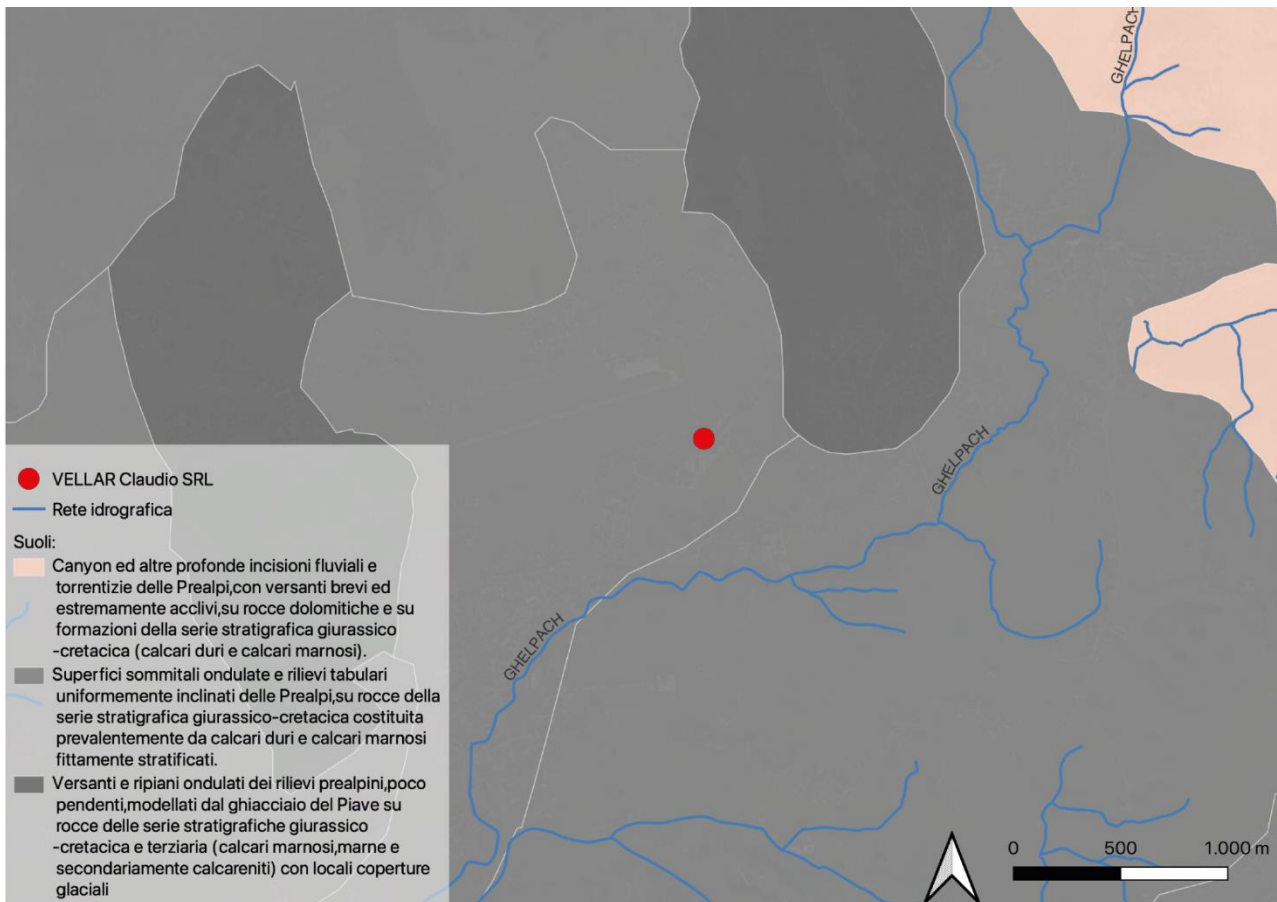 GHELPACH
GHELPACH
GHELPACH
VELLAR Claudio SRL
Rete idrografica
Suoli:
Canyon ed altre profonde incisioni fluviali e
torrentizie delle Prealpi,con versanti brevi ed
estremamente acclivi,su rocce dolomitiche e su
formazioni della serie stratigrafica giurassico
-cretacica (calcari duri e calcari marnosi).
Superfici sommitali ondulate e rilievi tabulari
uniformemente inclinati delle Prealpi,su rocce della
serie stratigrafica giurassico-cretacica costituita
prevalentemente da calcari duri e calcari marnosi
fittamente stratificati.
Versanti e ripiani ondulati dei rilievi prealpini,poco
pendenti,modellati dal ghiacciaio del Piave su
rocce delle serie stratigrafiche giurassico
-cretacica e terziaria (calcari marnosi,marne e
secondariamente calcareniti) con locali coperture
glaciali
0 500 1.000 m